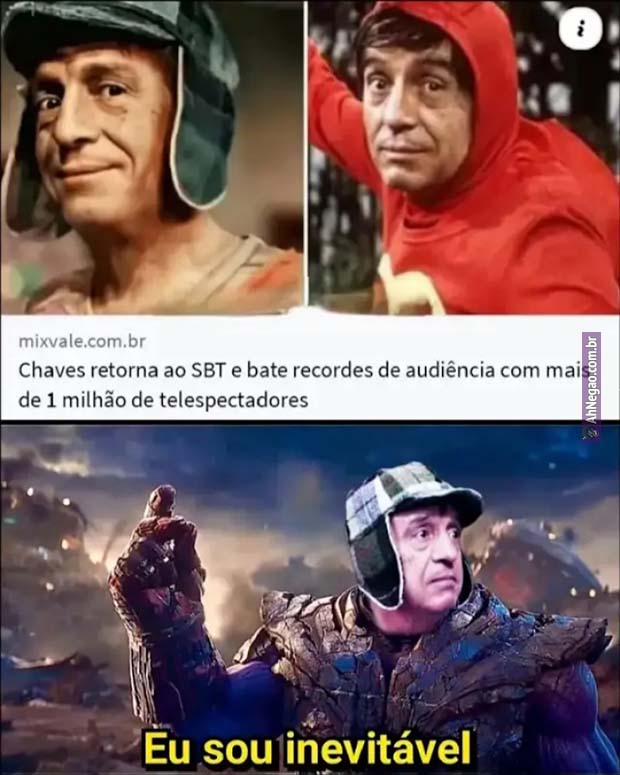 i
mixvale.com.br
Chaves retorna ao SBT e bate recordes de audiência com mais
de 1 milhão de telespectadores
AhNegao.com.br
Eu sou inevitável